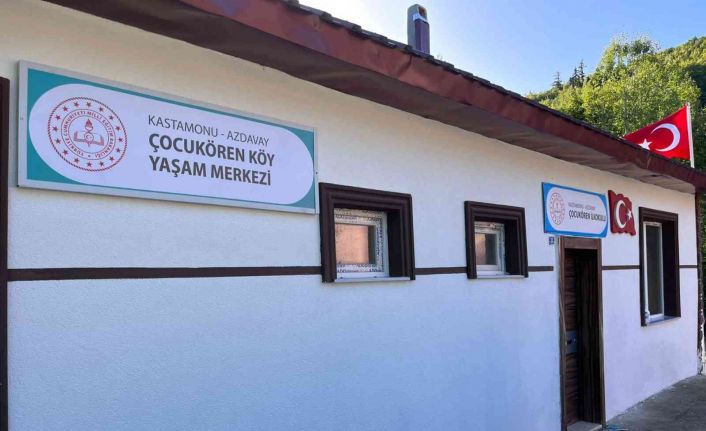 KASTAMONU - AZDAVAY
ÇOCUKÖREN KÖY
YAŞAM MERKEZİ
KASTAMONU - AZDAVAY
ÇOCUKÖREN İLKOKULU